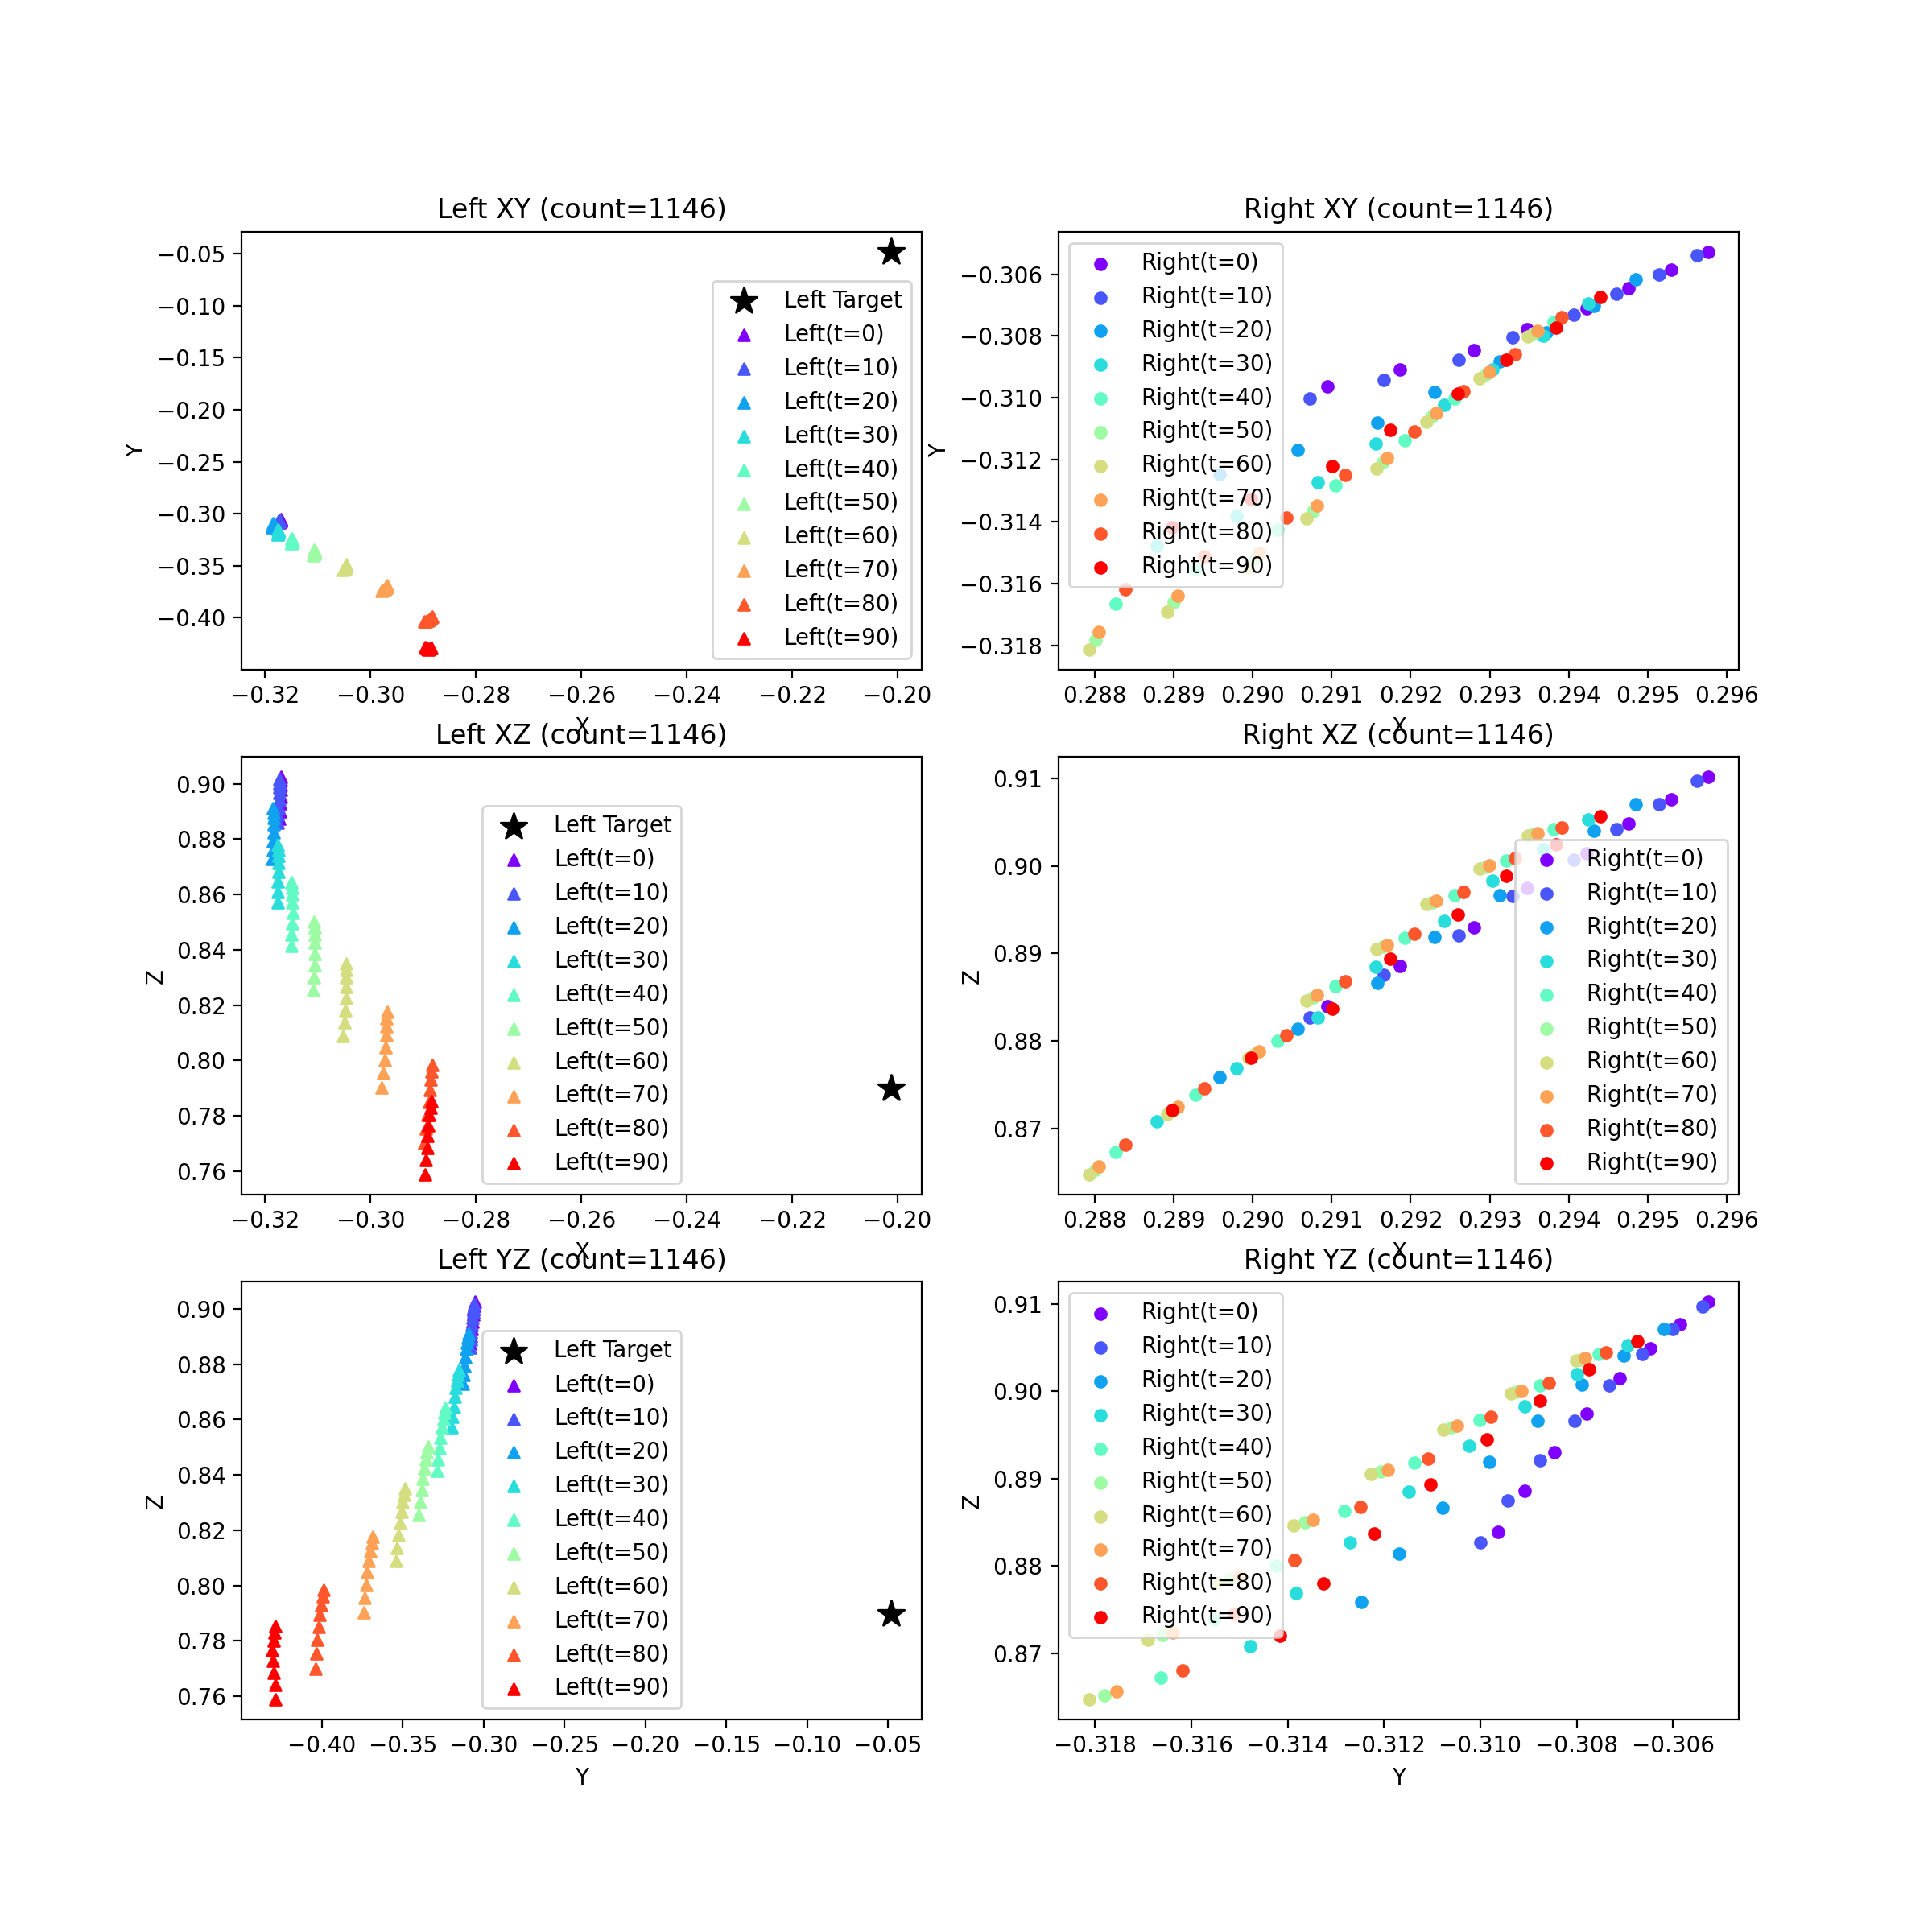 Left XY (count=1146)
−0.05
−0.10
−0.15
−0.20
−0.25
−0.30
−0.35
−0.40
Y
Left Target
Left(t=0)
Left(t=10)
Left(t=20)
Left(t=30)
Left(t=40)
Left(t=50)
Left(t=60)
Left(t=70)
Left(t=80)
Left(t=90)
−0.32 −0.30 −0.28 −0.26 −0.24 −0.22 −0.20
X
Right XY (count=1146)
−0.306
−0.308
−0.310
−0.312
−0.314
−0.316
−0.318
Y
Right(t=0)
Right(t=10)
Right(t=20)
Right(t=30)
Right(t=40)
Right(t=50)
Right(t=60)
Right(t=70)
Right(t=80)
Right(t=90)
0.288 0.289 0.290 0.291 0.292 0.293 0.294 0.295 0.296
X
Left XZ (count=1146)
0.90
0.88
0.86
0.84
0.82
0.80
0.78
0.76
Z
Left Target
Left(t=0)
Left(t=10)
Left(t=20)
Left(t=30)
Left(t=40)
Left(t=50)
Left(t=60)
Left(t=70)
Left(t=80)
Left(t=90)
−0.32 −0.30 −0.28 −0.26 −0.24 −0.22 −0.20
X
Right XZ (count=1146)
0.91
0.90
0.89
0.88
0.87
Z
Right(t=0)
Right(t=10)
Right(t=20)
Right(t=30)
Right(t=40)
Right(t=50)
Right(t=60)
Right(t=70)
Right(t=80)
Right(t=90)
0.288 0.289 0.290 0.291 0.292 0.293 0.294 0.295 0.296
X
Left YZ (count=1146)
0.90
0.88
0.86
0.84
0.82
0.80
0.78
0.76
Z
Left Target
Left(t=0)
Left(t=10)
Left(t=20)
Left(t=30)
Left(t=40)
Left(t=50)
Left(t=60)
Left(t=70)
Left(t=80)
Left(t=90)
−0.40 −0.35 −0.30 −0.25 −0.20 −0.15 −0.10 −0.05
Y
Right YZ (count=1146)
0.91
0.90
0.89
0.88
0.87
Z
Right(t=0)
Right(t=10)
Right(t=20)
Right(t=30)
Right(t=40)
Right(t=50)
Right(t=60)
Right(t=70)
Right(t=80)
Right(t=90)
−0.318 −0.316 −0.314 −0.312 −0.310 −0.308 −0.306
Y